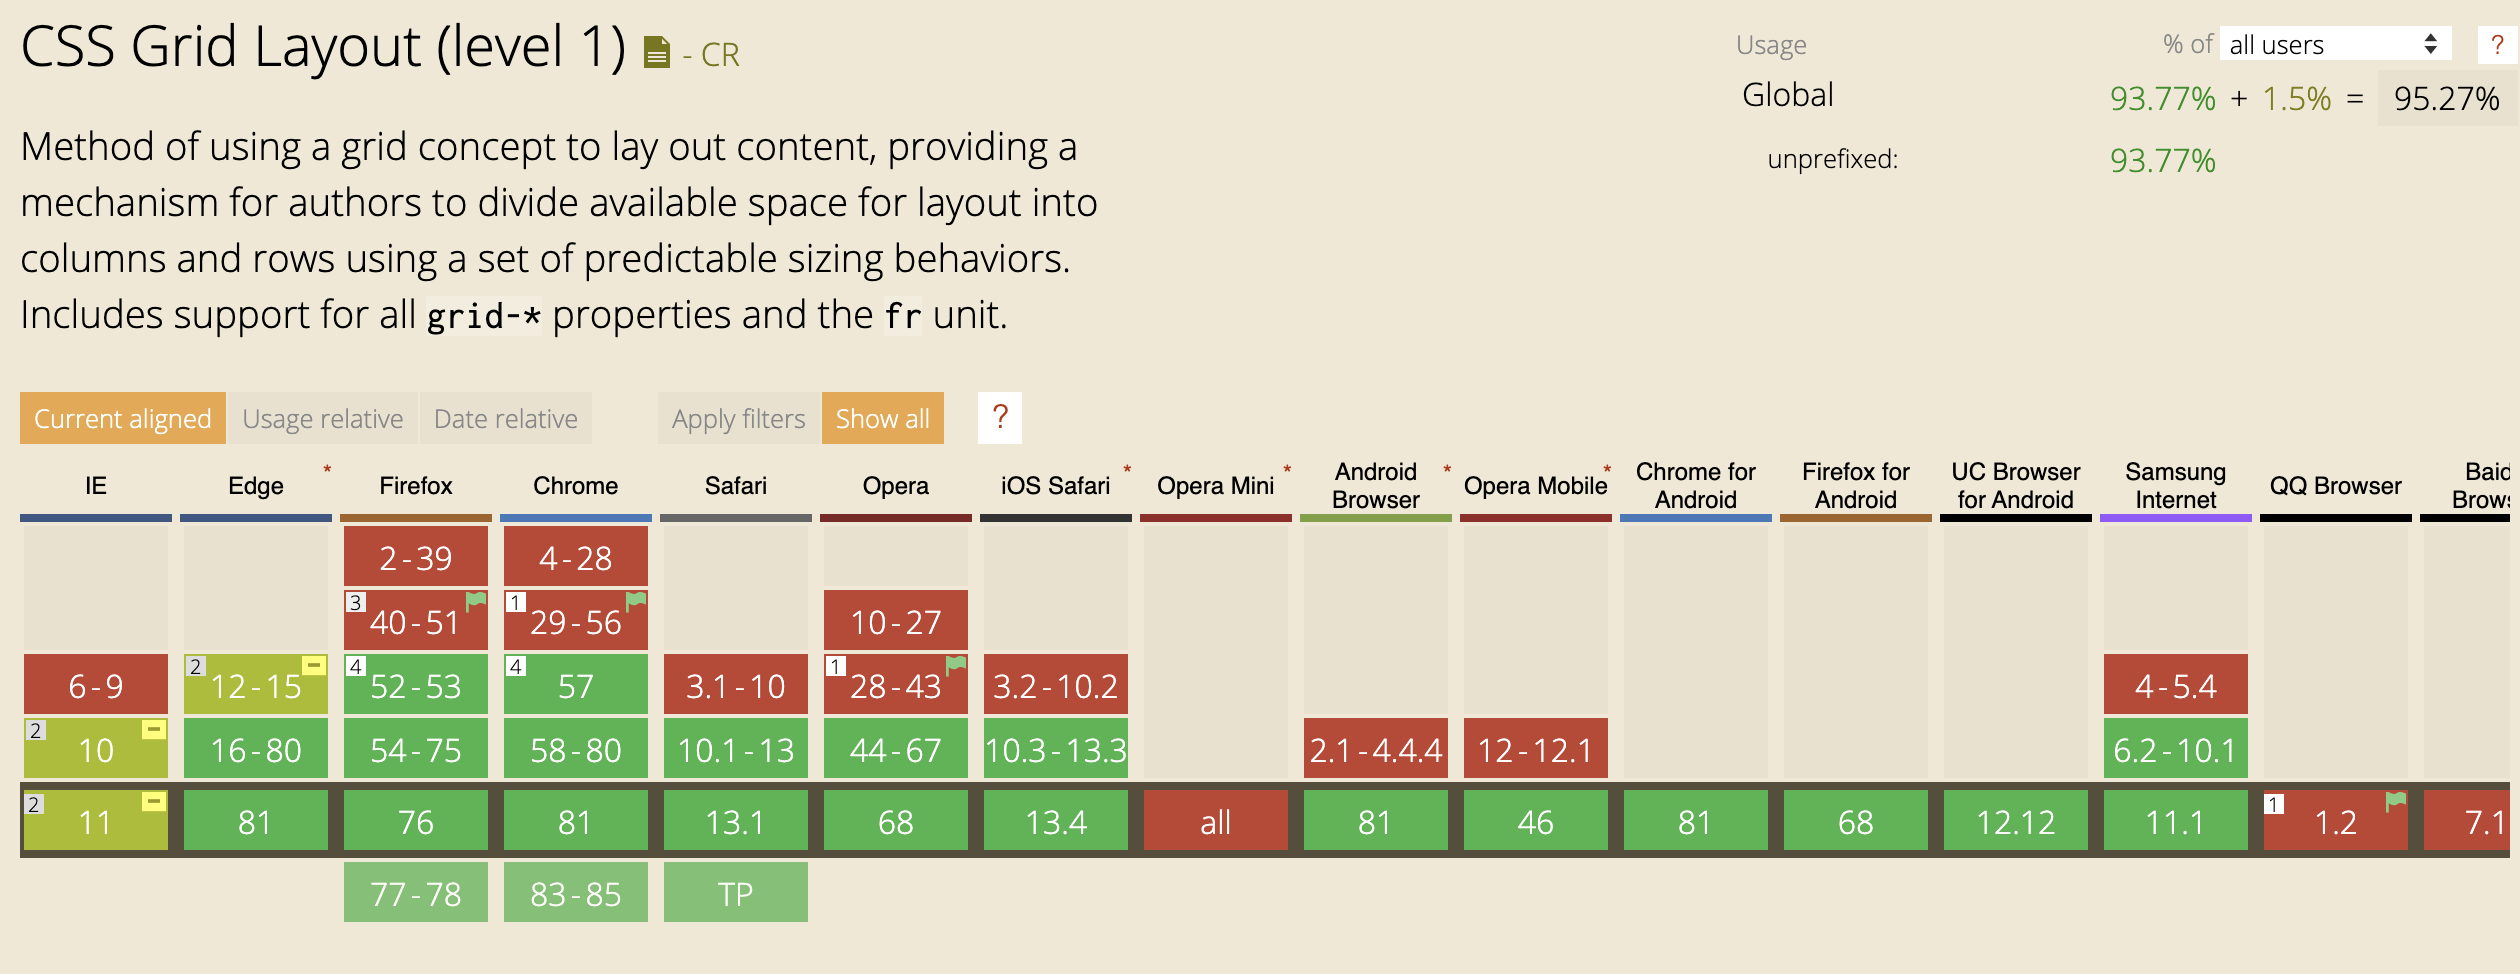 CSS Grid Layout (level 1) - CR
Usage % of all users ?
Global 93.77% + 1.5% = 95.27%
unprefixed: 93.77%
Method of using a grid concept to lay out content, providing a
mechanism for authors to divide available space for layout into
columns and rows using a set of predictable sizing behaviors.
Includes support for all grid-* properties and the fr unit.
Current aligned Usage relative Date relative Apply filters Show all ?
IE Edge * Firefox Chrome Safari Opera iOS Safari * Opera Mini * Android Browser * Opera Mobile * Chrome for Android Firefox for Android UC Browser for Android Samsung Internet QQ Browser
2-39 4-28
3 40-51 1 29-56 10-27
6-9 2 12-15 4 52-53 4 57 3.1-10 1 28-43 3.2-10.2 4-5.4
2 10 16-80 54-75 58-80 10.1-13 44-67 10.3-13.3 2.1-4.4.4 12-12.1 6.2-10.1
2 11 81 76 81 13.1 68 13.4 all 81 46 81 68 12.12 11.1 1 1.2 7.1
77-78 83-85 TP